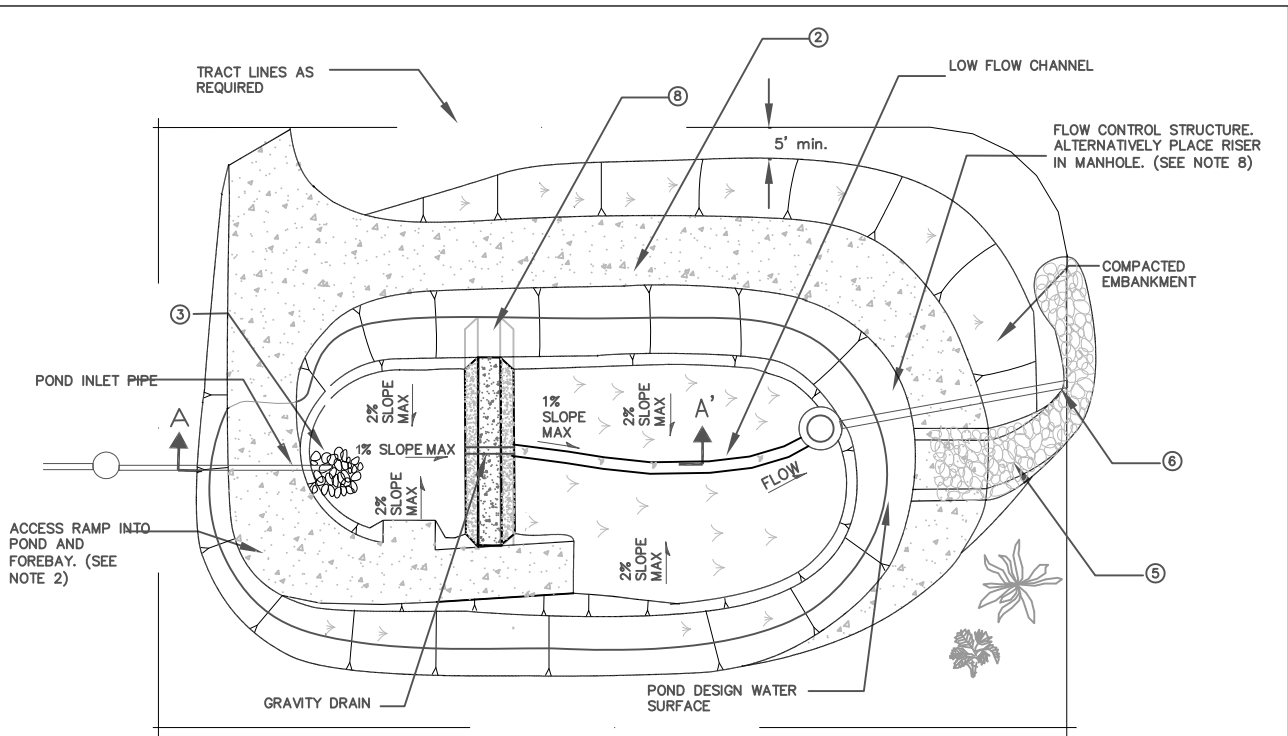 ②
TRACT LINES AS
REQUIRED
LOW FLOW CHANNEL
⑧
FLOW CONTROL STRUCTURE.
ALTERNATIVELY PLACE RISER
IN MANHOLE. (SEE NOTE 8)
5' min.
COMPACTED
EMBANKMENT
③
POND INLET PIPE
2%
SLOPE
MAX
1%
SLOPE
MAX
2%
SLOPE
MAX
A
A'
1% SLOPE MAX
⑥
FLOW
2%
SLOPE
MAX
ACCESS RAMP INTO
POND AND
FOREBAY. (SEE
NOTE 2)
2%
SLOPE
MAX
⑤
GRAVITY DRAIN
POND DESIGN WATER
SURFACE